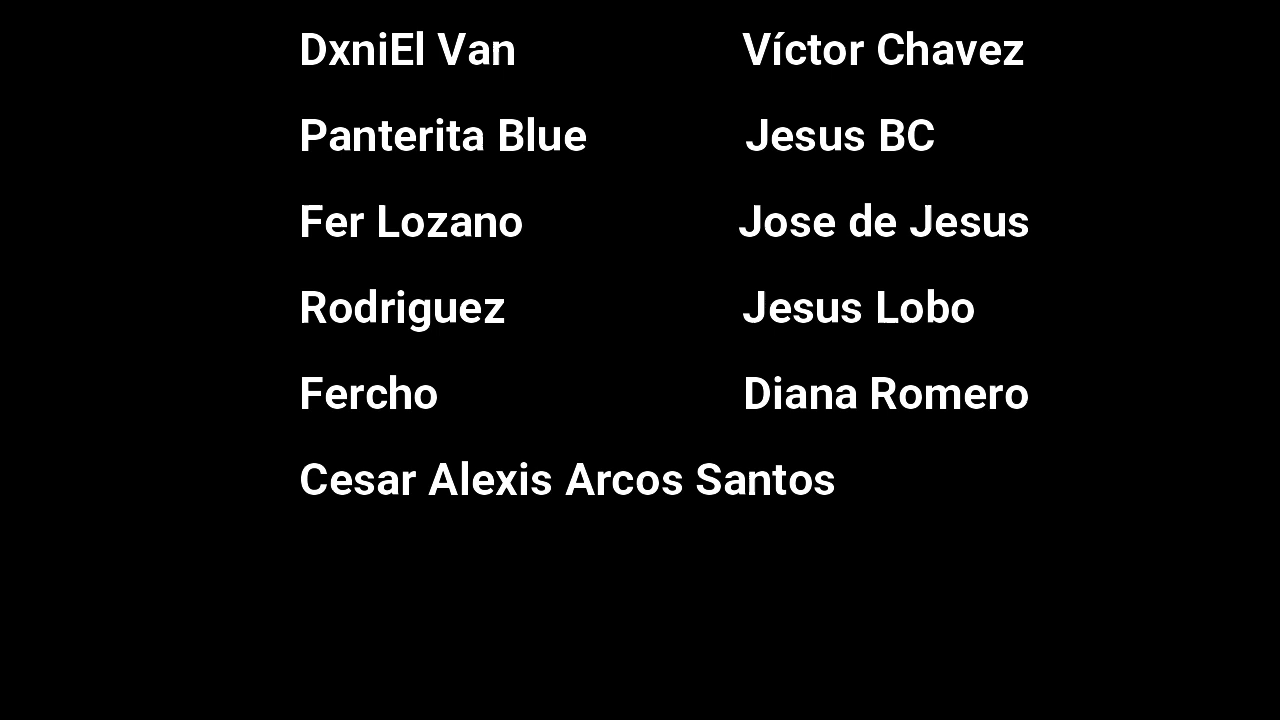 DxniEl Van Víctor Chavez
Panterita Blue Jesus BC
Fer Lozano Jose de Jesus
Rodriguez Jesus Lobo
Fercho Diana Romero
Cesar Alexis Arcos Santos